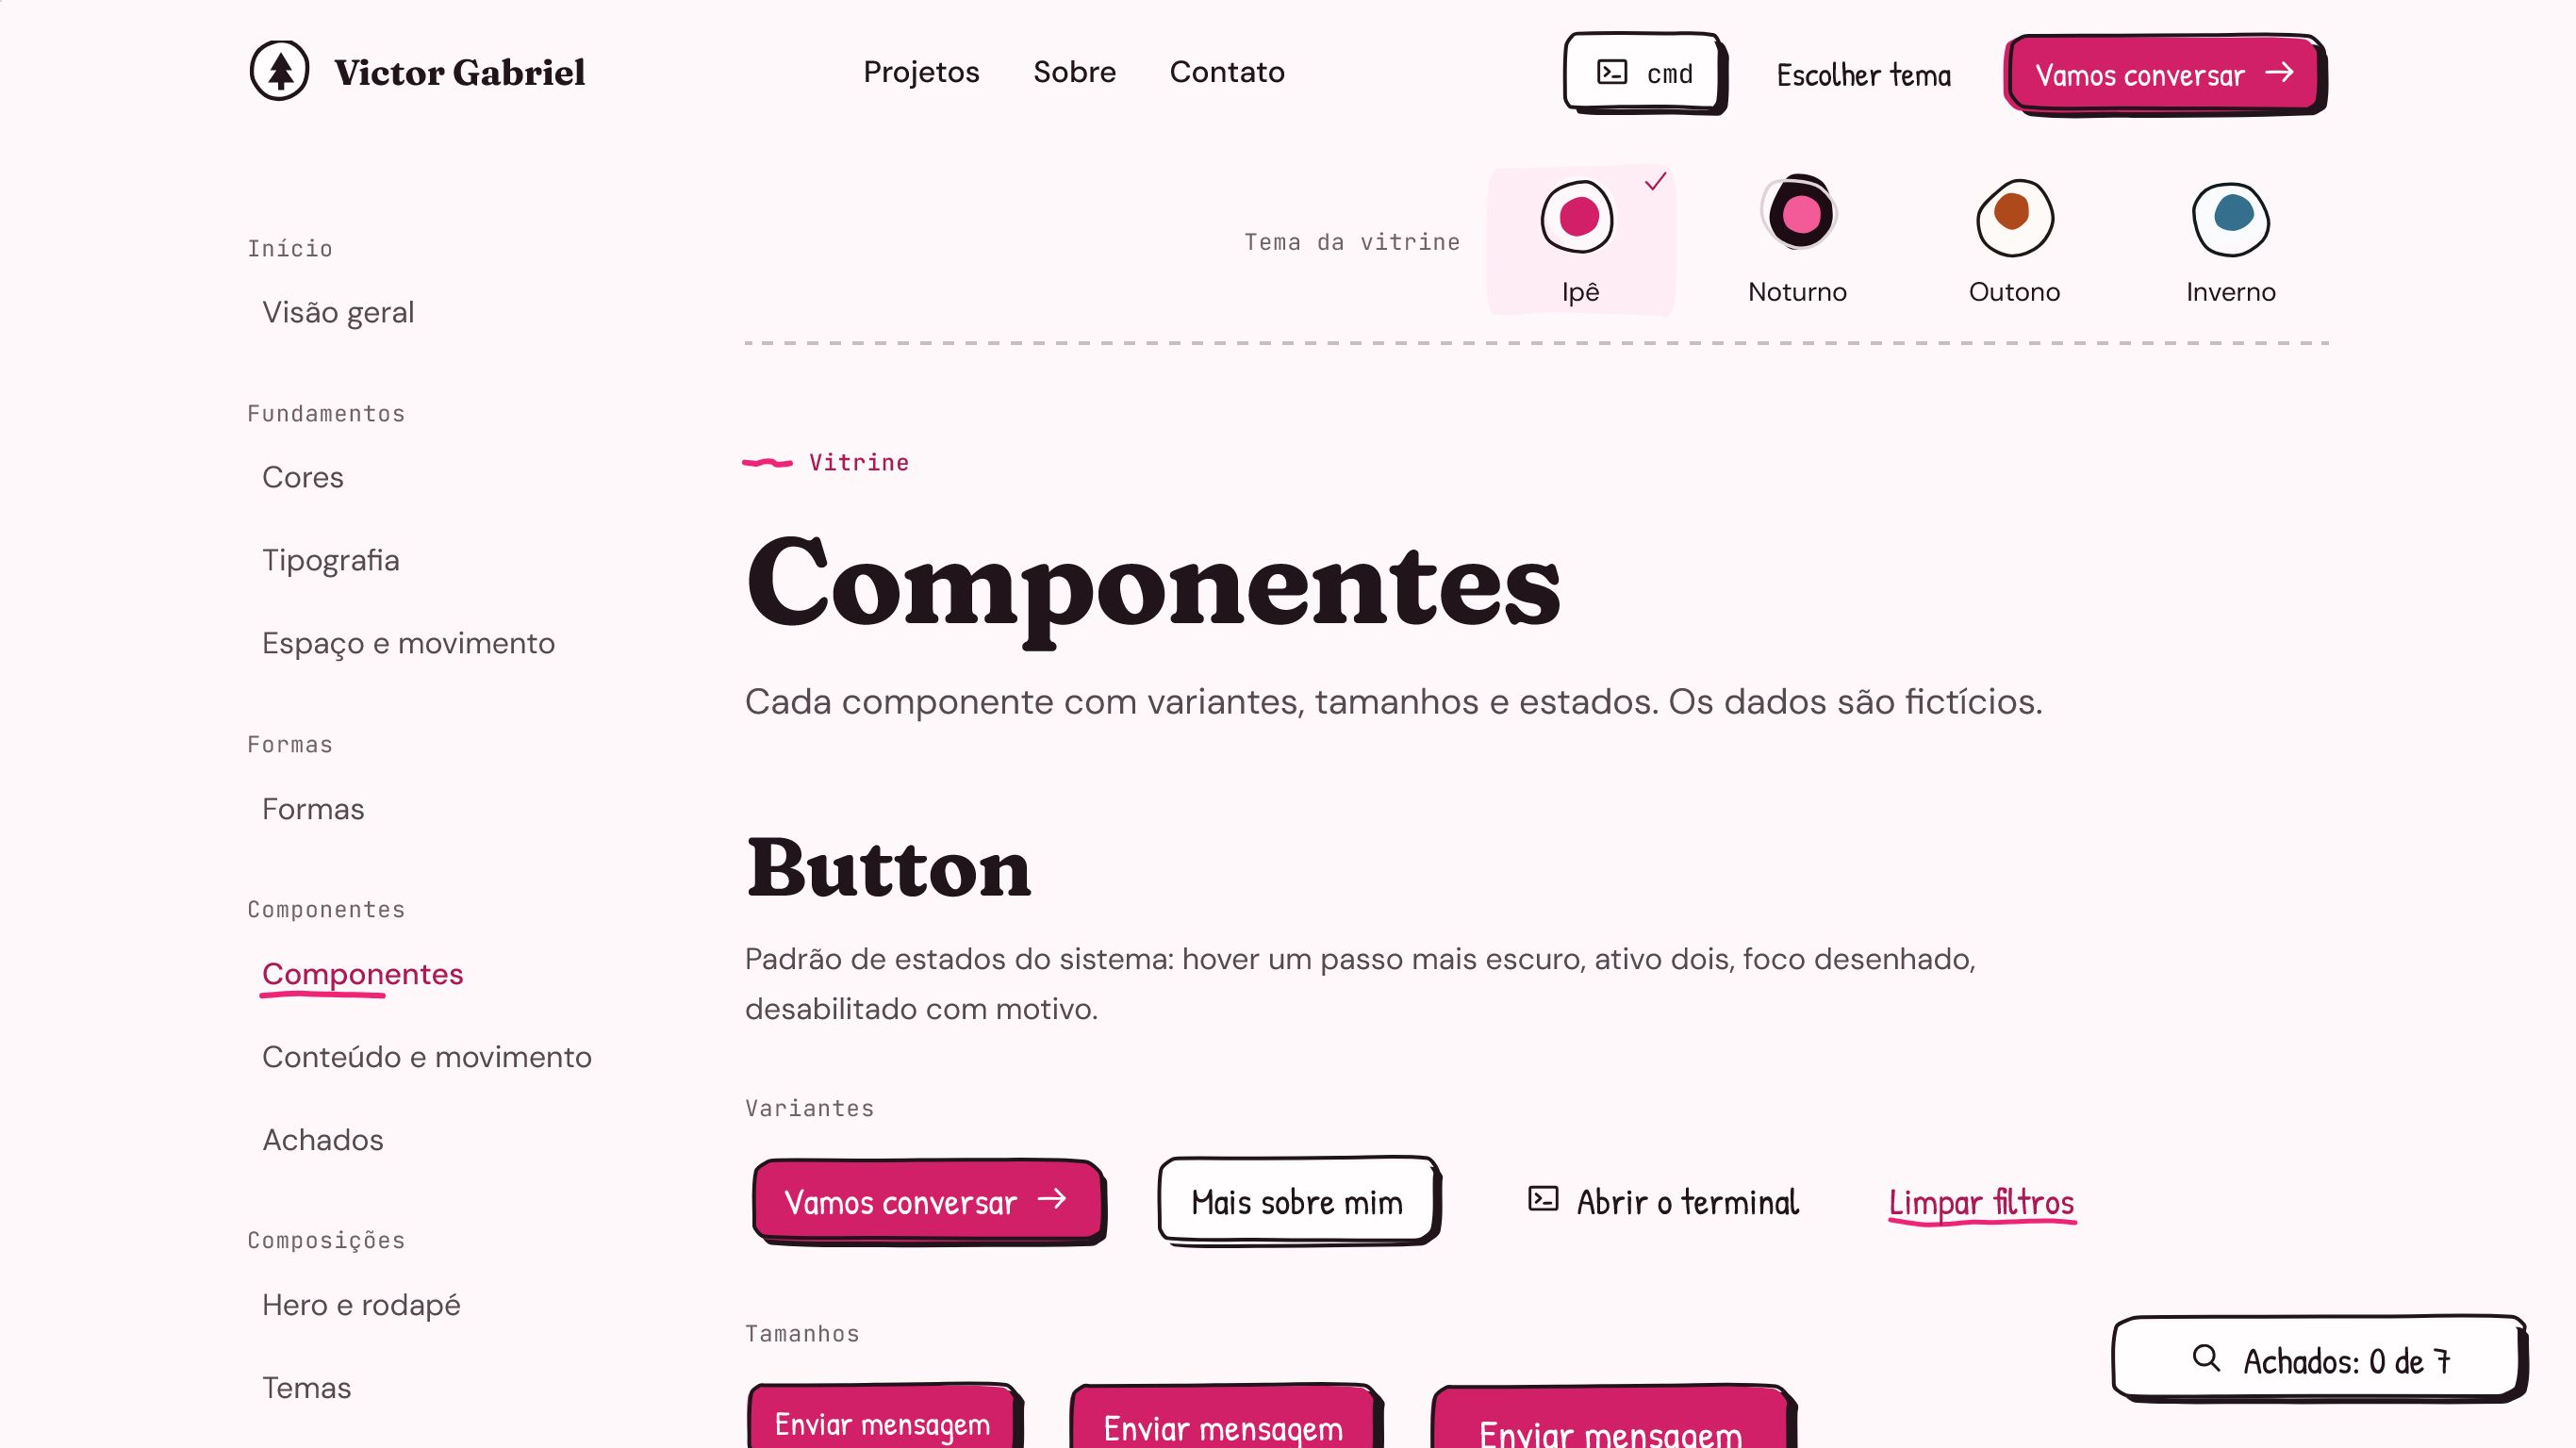 Victor Gabriel
Projetos
Sobre
Contato
cmd
Escolher tema
Vamos conversar
Início
Visão geral
Fundamentos
Cores
Tipografia
Espaço e movimento
Formas
Formas
Componentes
Componentes
Conteúdo e movimento
Achados
Composições
Hero e rodapé
Temas
Tema da vitrine
Ipê
Noturno
Outono
Inverno
Vitrine
Componentes
Cada componente com variantes, tamanhos e estados. Os dados são fictícios.
Button
Padrão de estados do sistema: hover um passo mais escuro, ativo dois, foco desenhado,
desabilitado com motivo.
Variantes
Vamos conversar
Mais sobre mim
Abrir o terminal
Limpar filtros
Tamanhos
Enviar mensagem
Enviar mensagem
Enviar mensagem
Achados: 0 de 7